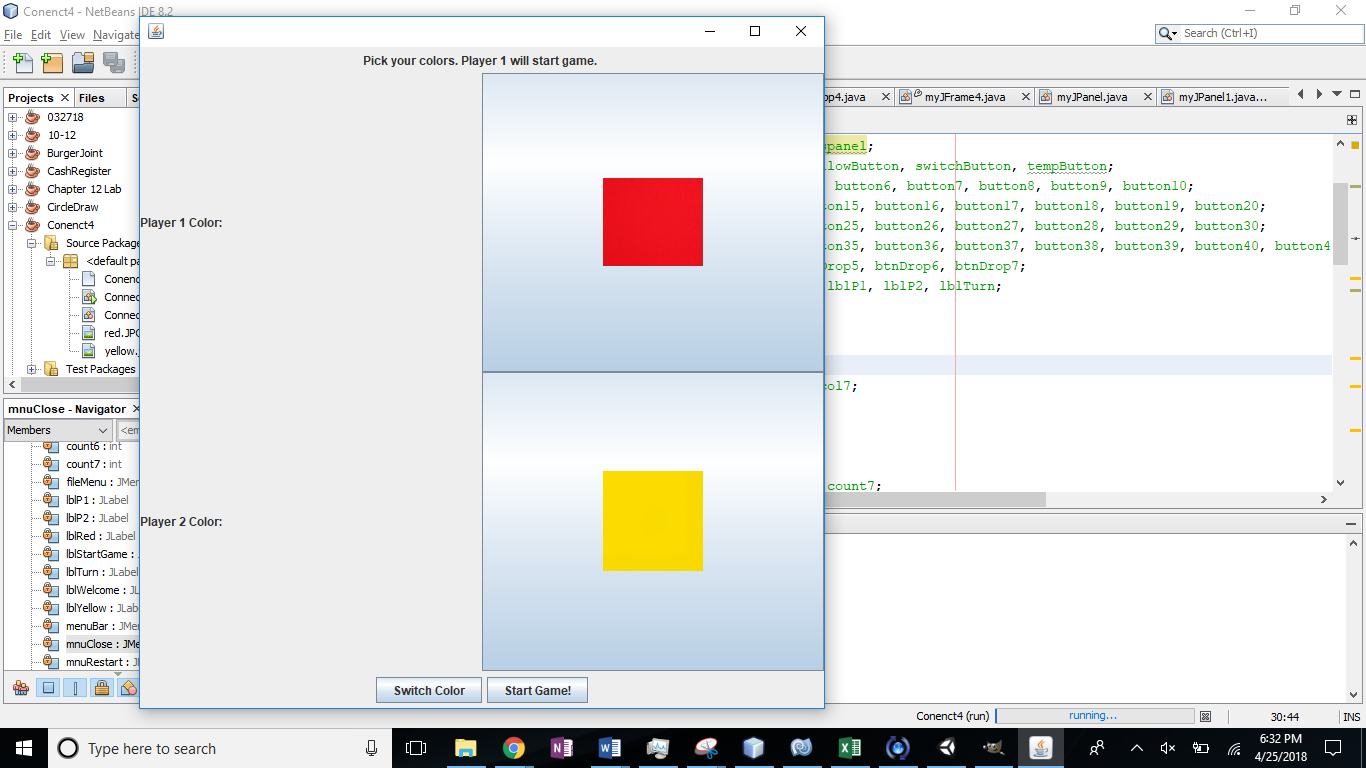 Conenct4 - NetBeans IDE 8.2
File Edit View Navigate
Search (Ctrl+I)
Pick your colors. Player 1 will start game.
Projects Files
myJFrame4.java myJPanel.java myJPanel1.java...
032718
10-12
BurgerJoint
CashRegister
Chapter 12 Lab
CircleDraw
Conenct4
Source Package
<default pa
Conenc
Connec
Connec
red.JPG
yellow.
Test Packages
panel;
lowButton, switchButton, tempButton;
button6, button7, button8, button9, button10;
on15, button16, button17, button18, button19, button20;
on25, button26, button27, button28, button29, button30;
on35, button36, button37, button38, button39, button40, button4
Drop5, btnDrop6, btnDrop7;
lblP1, lblP2, lblTurn;
col7;
count7;
Player 1 Color:
Player 2 Color:
mnuClose - Navigator
Members <em
count6 : int
count7 : int
fileMenu : JMer
lblP1 : JLabel
lblP2 : JLabel
lblRed : JLabel
lblStartGame : J
lblTurn : JLabel
lblWelcome : JL
lblYellow : JLab
menuBar : JMen
mnuClose : JMe
mnuRestart : JM
Switch Color Start Game!
Conenct4 (run) running... 30:44 INS
Type here to search
6:32 PM
4/25/2018